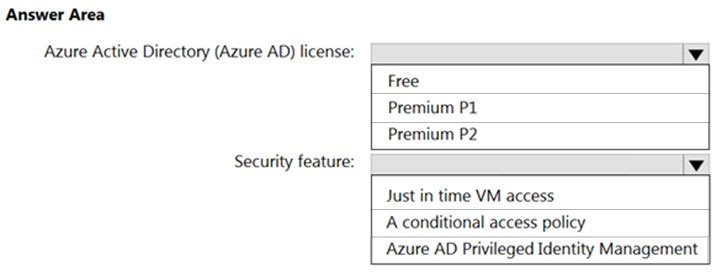 Answer Area
Azure Active Directory (Azure AD) license:
Free
Premium P1
Premium P2
Security feature:
Just in time VM access
A conditional access policy
Azure AD Privileged Identity Management